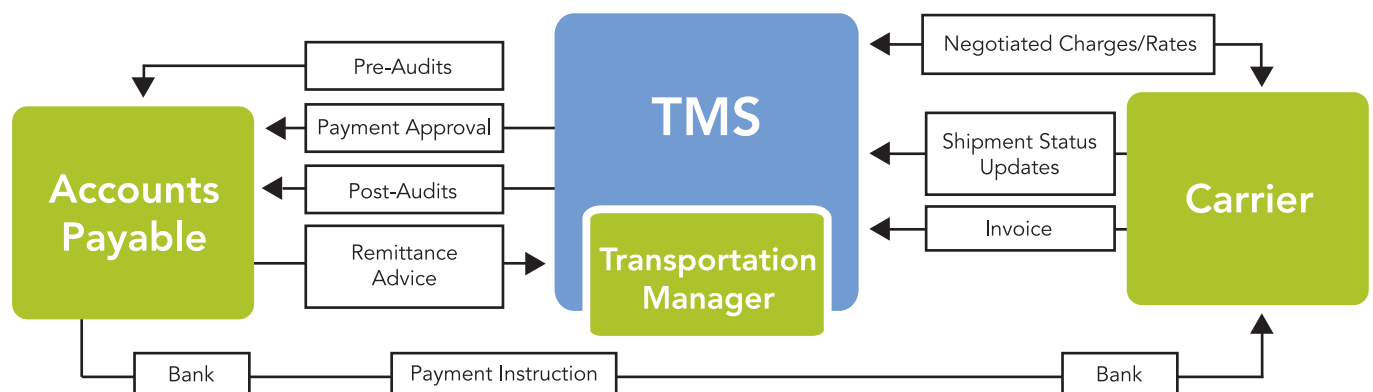 Pre-Audits
Payment Approval
Post-Audits
Remittance
Advice
Accounts
Payable
TMS
Transportation
Manager
Negotiated Charges/Rates
Shipment Status
Updates
Invoice
Carrier
Bank
Payment Instruction
Bank